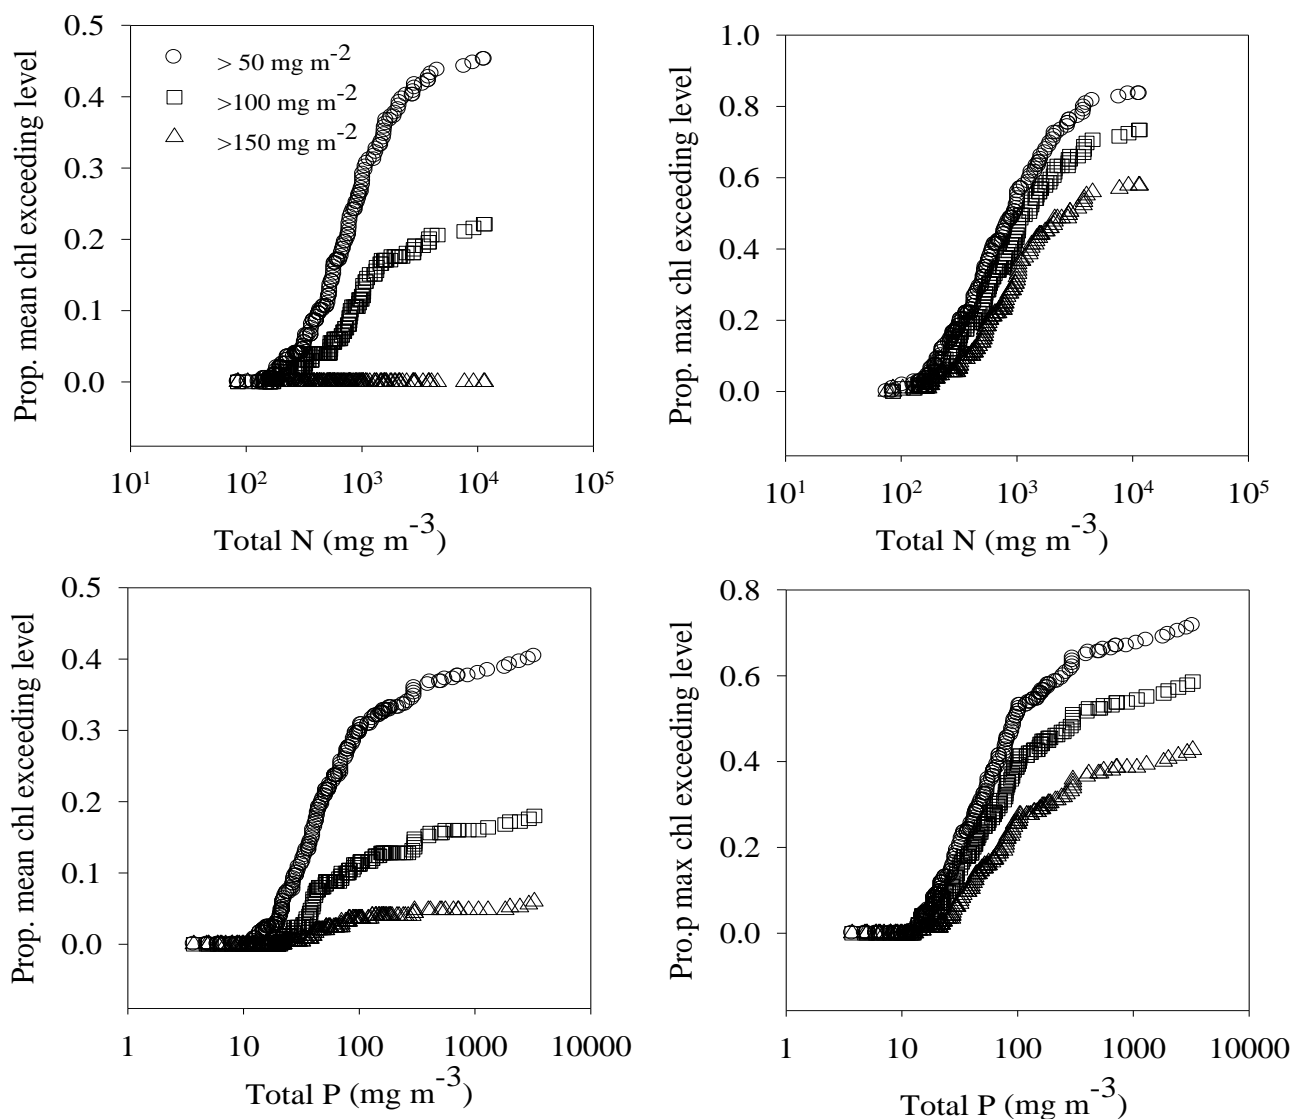 Prop. mean chl exceeding level
0.5
0.4
0.3
0.2
0.1
0.0
> 50 mg m-2
>100 mg m-2
>150 mg m-2
10¹ 10² 10³ 10⁴ 10⁵
Total N (mg m-3)
Prop. max chl exceeding level
1.0
0.8
0.6
0.4
0.2
0.0
10¹ 10² 10³ 10⁴ 10⁵
Total N (mg m-3)
Prop. mean chl exceeding level
0.5
0.4
0.3
0.2
0.1
0.0
1 10 100 1000 10000
Total P (mg m-3)
Pro.p max chl exceeding level
0.8
0.6
0.4
0.2
0.0
1 10 100 1000 10000
Total P (mg m-3)